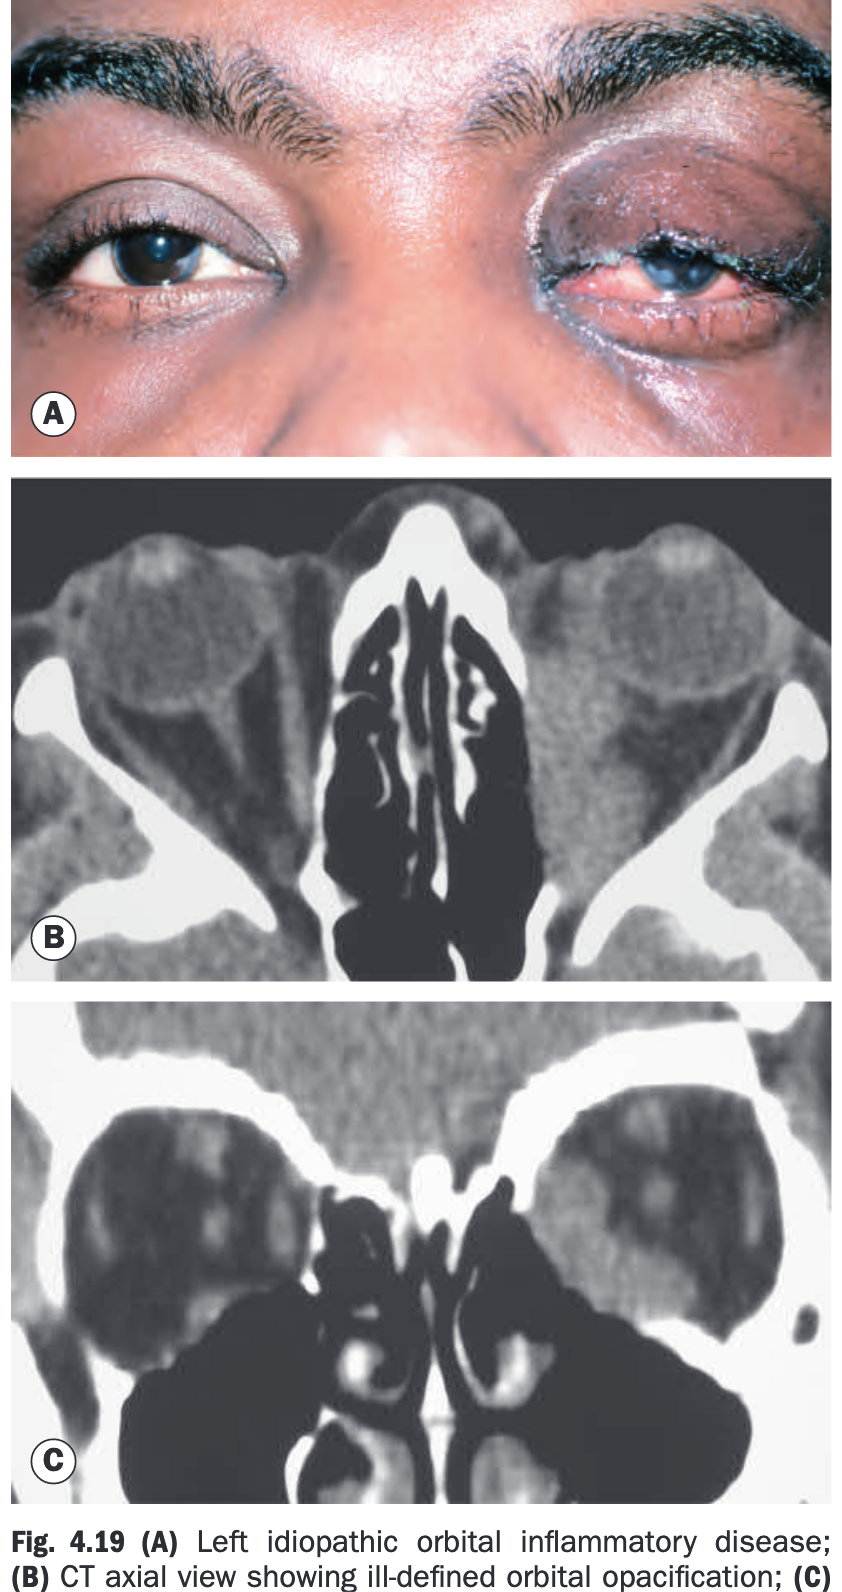 A
B
C
Fig. 4.19 (A) Left idiopathic orbital inflammatory disease;
(B) CT axial view showing ill-defined orbital opacification; (C)